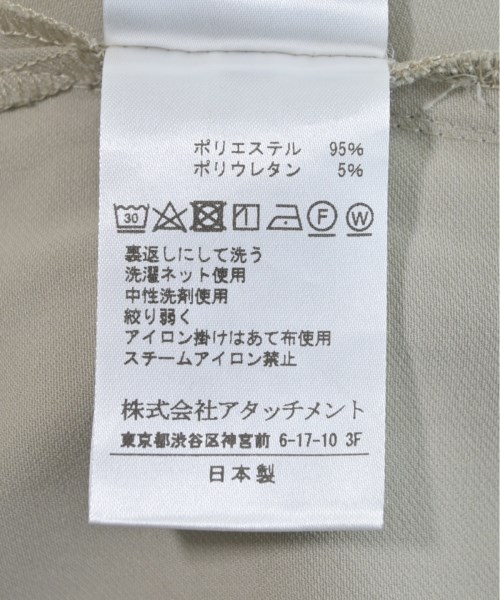 ポリエステル 95%
ポリウレタン 5%
30 F W
裏返しにして洗う
洗濯ネット使用
中性洗剤使用
絞り弱く
アイロン掛けはあて布使用
スチームアイロン禁止
株式会社アタッチメント
東京都渋谷区神宮前 6-17-10 3F
日本製